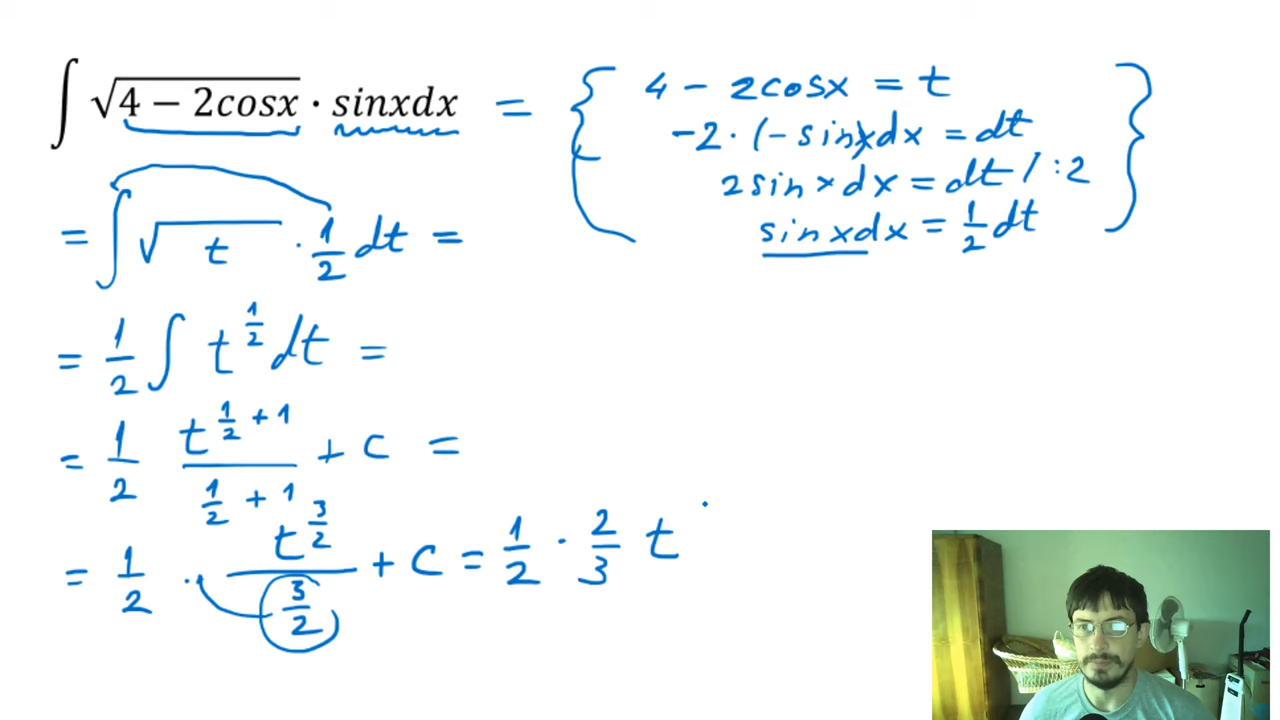 ∫ √(4 − 2cosx) · sinxdx = { 4 − 2cosx = t
−2 · (−sinx)dx = dt
2sinxdx = dt / :2
sinxdx = 1/2 dt }
= ∫ √t · 1/2 dt =
= 1/2 ∫ t^(1/2) dt =
= 1/2 t^(1/2 + 1)/(1/2 + 1) + C =
= 1/2 · t^(3/2)/(3/2) + C = 1/2 · 2/3 t